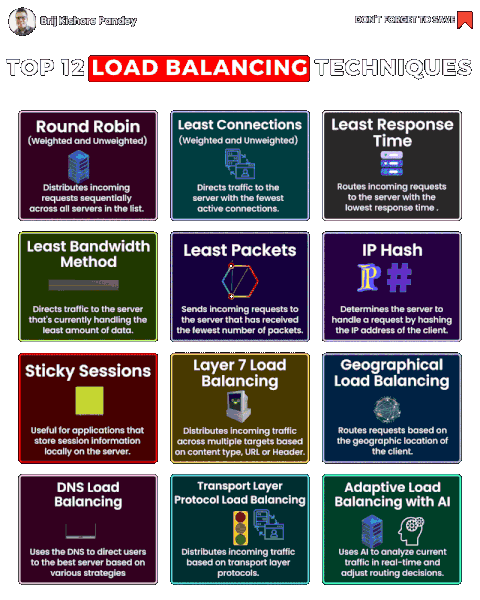 Brij Kishore Pandey
DON'T FORGET TO SAVE
TOP 12 LOAD BALANCING TECHNIQUES
Round Robin
(Weighted and Unweighted)
Distributes incoming
requests sequentially
across all servers in the list.
Least Connections
(Weighted and Unweighted)
Directs traffic to the
server with the fewest
active connections.
Least Response
Time
Routes incoming requests
to the server with the
lowest response time .
Least Bandwidth
Method
Directs traffic to the server
that's currently handling the
least amount of data.
Least Packets
Sends incoming requests to
the server that has received
the fewest number of packets.
IP Hash
IP #
Determines the server to
handle a request by hashing
the IP address of the client.
Sticky Sessions
Useful for applications that
store session information
locally on the server.
Layer 7 Load
Balancing
Distributes incoming traffic
across multiple targets based
on content type, URL or Header.
Geographical
Load Balancing
Routes requests based on
the geographic location of
the client.
DNS Load
Balancing
Uses the DNS to direct users
to the best server based on
various strategies
Transport Layer
Protocol Load Balancing
Distributes incoming traffic
based on transport layer
protocols.
Adaptive Load
Balancing with AI
Uses AI to analyze current
traffic in real-time and
adjust routing decisions.